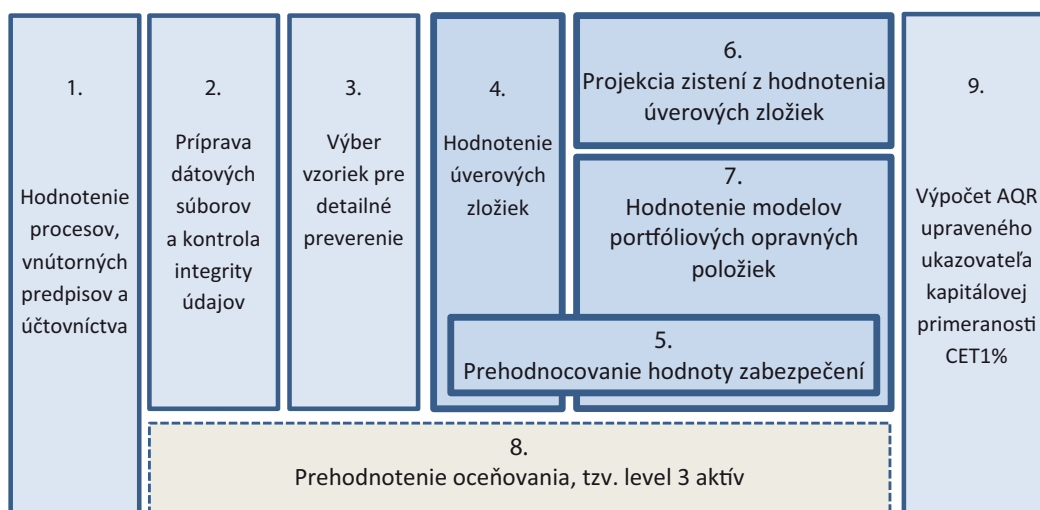 1.
Hodnotenie
procesov,
vnútorných
predpisov a
účtovníctva
2.
Príprava
dátových
súborov
a kontrola
integrity
údajov
3.
Výber
vzoriek pre
detailné
preverenie
4.
Hodnotenie
úverových
zložiek
6.
Projekcia zistení z hodnotenia
úverových zložiek
7.
Hodnotenie modelov
portfóliových opravných
položiek
5.
Prehodnocovanie hodnoty zabezpečení
8.
Prehodnotenie oceňovania, tzv. level 3 aktív
9.
Výpočet AQR
upraveného
ukazovateľa
kapitálovej
primeranosti
CET1%